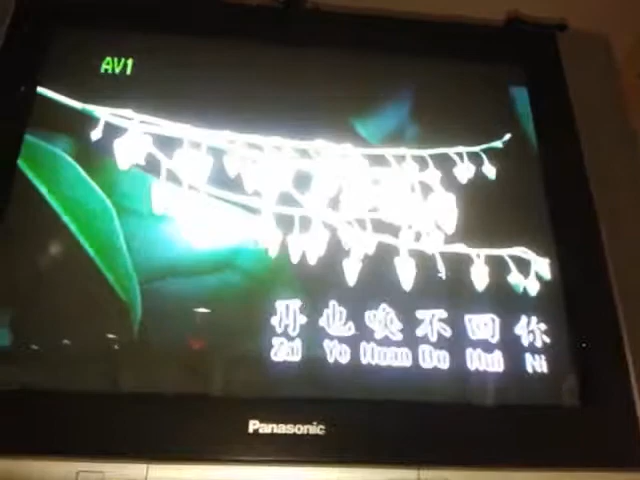 AV1
再也唤不回你
Zai Ye Huan Bu Hui Ni
Panasonic